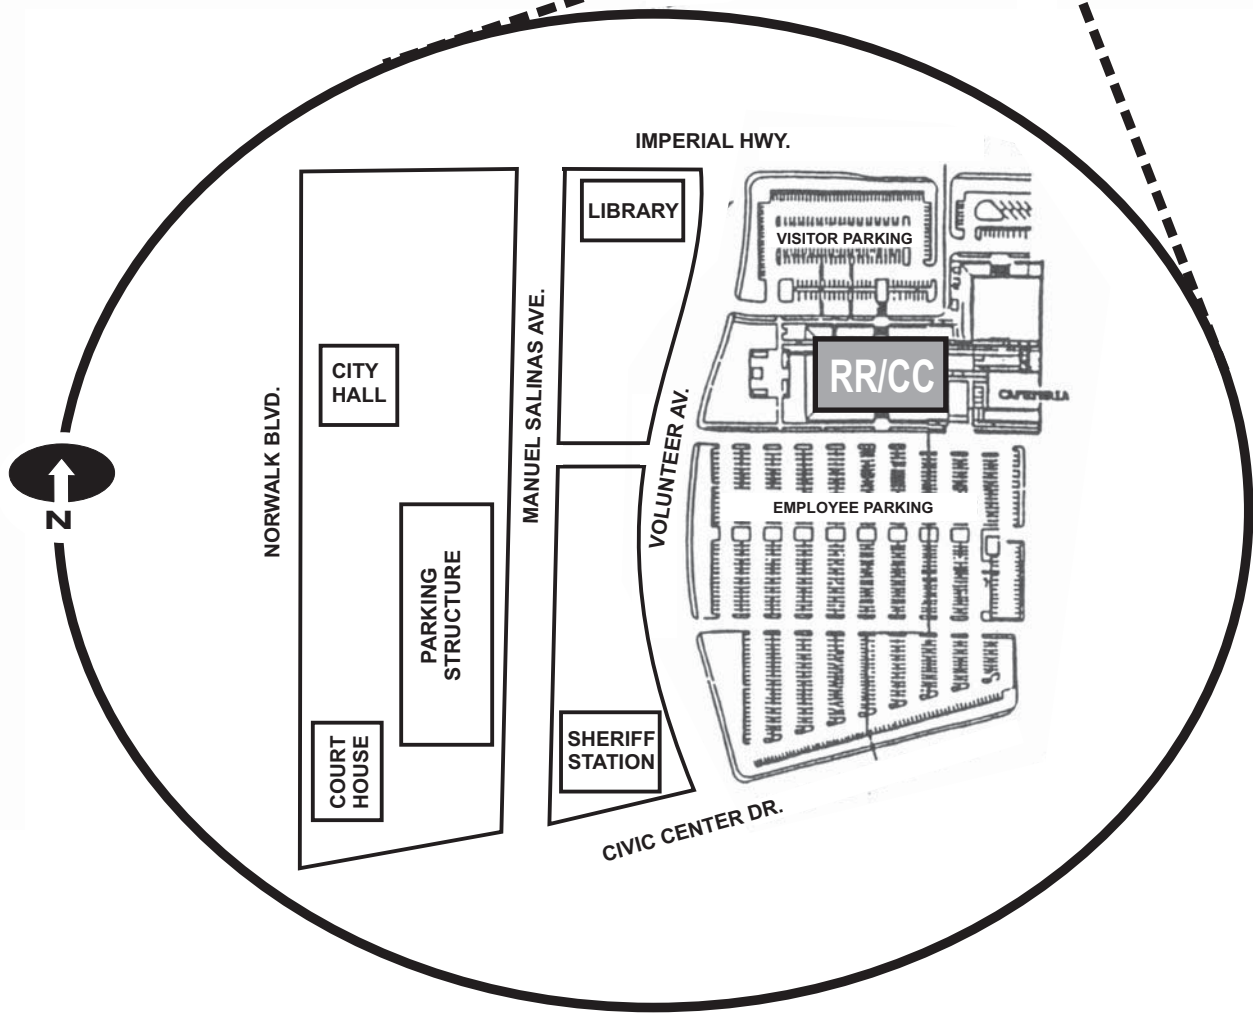 IMPERIAL HWY.
LIBRARY
VISITOR PARKING
CITY
HALL
MANUEL SALINAS AVE.
RR/CC
NORWALK BLVD.
VOLUNTEER AV.
N
EMPLOYEE PARKING
PARKING
STRUCTURE
SHERIFF
STATION
COURT
HOUSE
CIVIC CENTER DR.